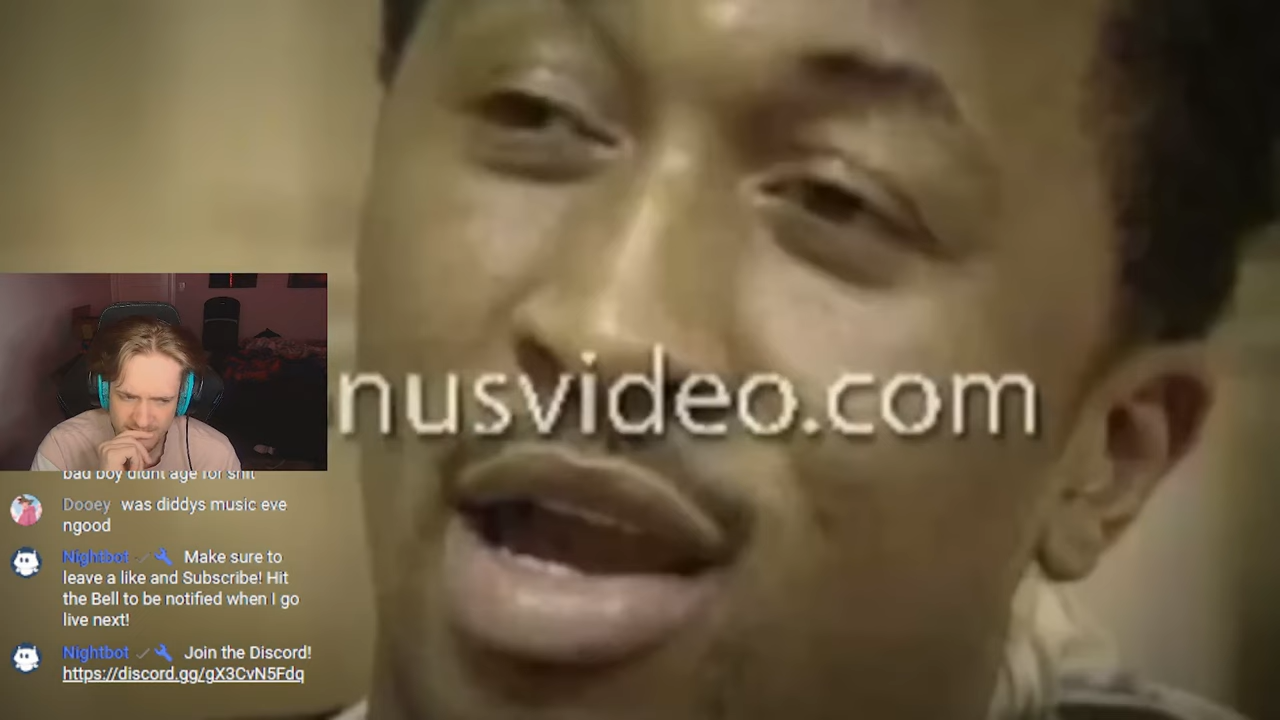 nusvideo.com
bad boy didnt age for shit
Dooey was diddys music eve
ngood
Nightbot Make sure to
leave a like and Subscribe! Hit
the Bell to be notified when I go
live next!
Nightbot Join the Discord!
https://discord.gg/gX3CvN5Fdq